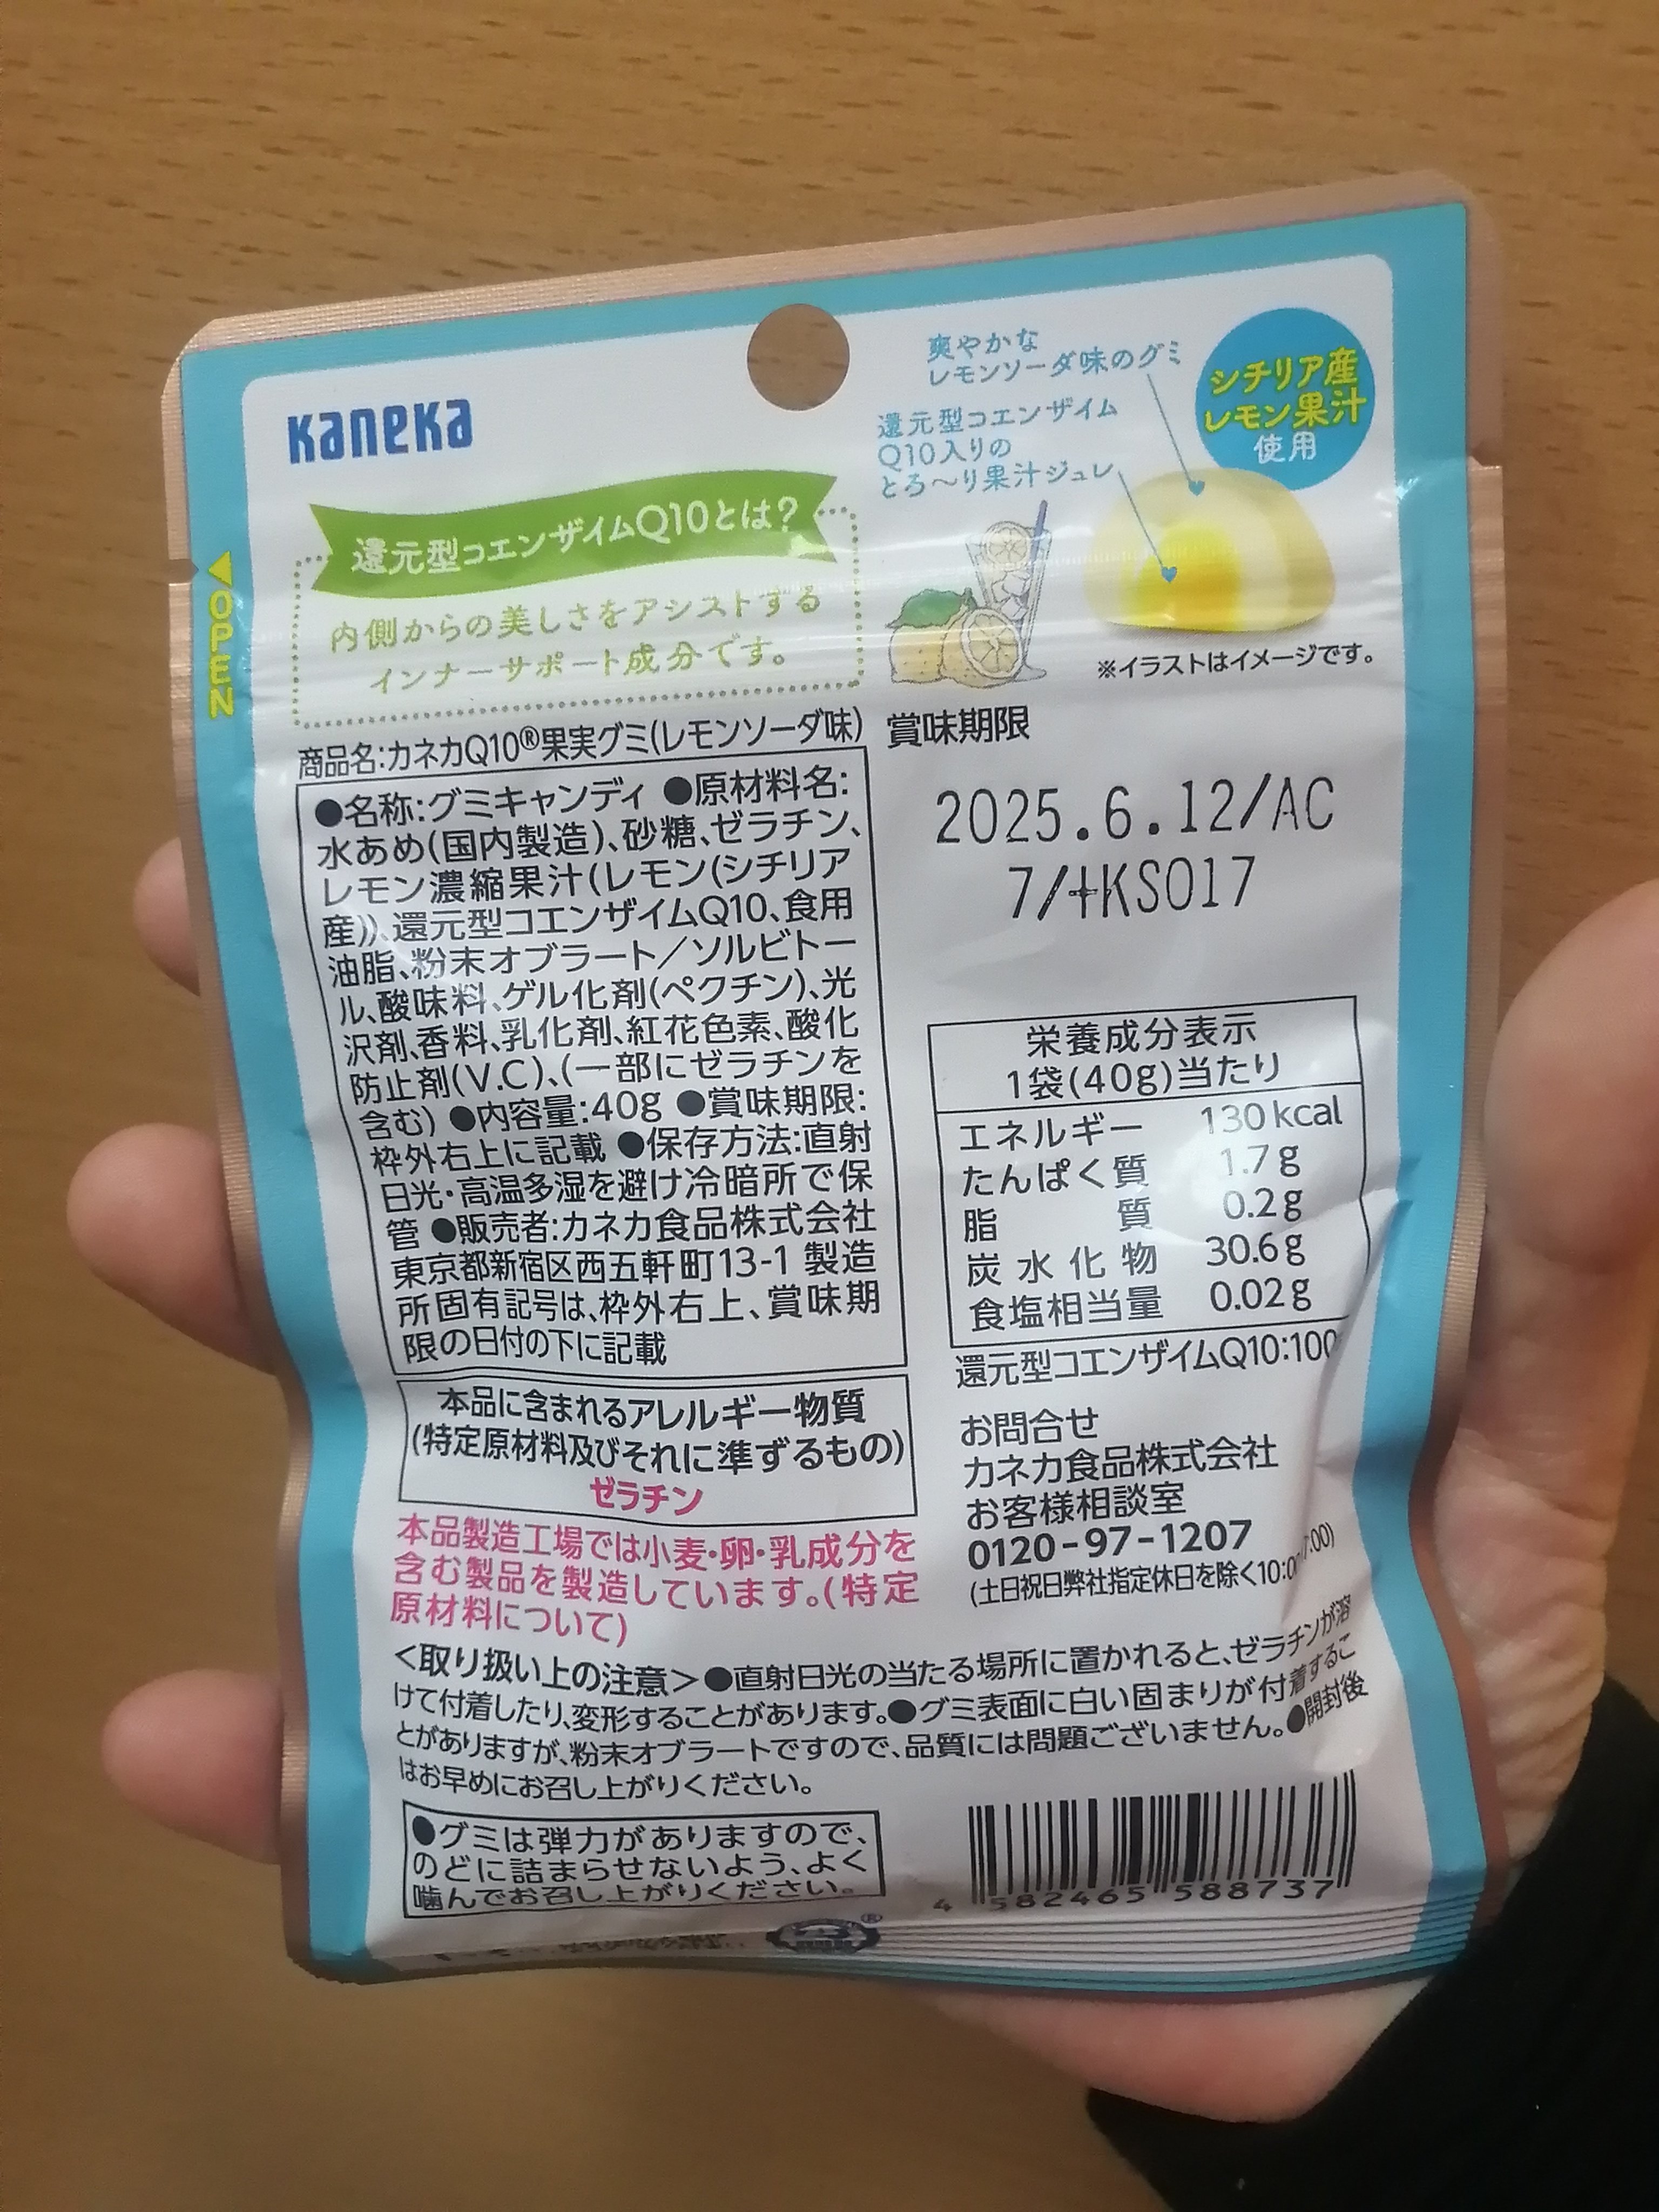 kaneka
還元型コエンザイムQ10とは?
内側からの美しさをアシストする
インナーサポート成分です。
爽やかな
レモンソーダ味のグミ
還元型コエンザイム
Q10入りの
とろ〜り果汁ジュレ
シチリア産
レモン果汁
使用
※イラストはイメージです。
OPEN
商品名:カネカQ10®果実グミ(レモンソーダ味)
●名称:グミキャンディ ●原材料名:
水あめ(国内製造)、砂糖、ゼラチン、
レモン濃縮果汁(レモン(シチリア
産))、還元型コエンザイムQ10、食用
油脂、粉末オブラート/ソルビトー
ル、酸味料、ゲル化剤(ペクチン)、光
沢剤、香料、乳化剤、紅花色素、酸化
防止剤(V.C)、(一部にゼラチンを
含む) ●内容量:40g ●賞味期限:
枠外右上に記載 ●保存方法:直射
日光・高温多湿を避け冷暗所で保
管 ●販売者:カネカ食品株式会社
東京都新宿区西五軒町13-1 製造
所固有記号は、枠外右上、賞味期
限の日付の下に記載
本品に含まれるアレルギー物質
(特定原材料及びそれに準ずるもの)
ゼラチン
本品製造工場では小麦・卵・乳成分を
含む製品を製造しています。(特定
原材料について)
賞味期限
2025.6.12/AC
7/+KS017
栄養成分表示
1袋(40g)当たり
エネルギー 130kcal
たんぱく質 1.7g
脂質 0.2g
炭水化物 30.6g
食塩相当量 0.02g
還元型コエンザイムQ10:100
お問合せ
カネカ食品株式会社
お客様相談室
0120-97-1207
(土日祝日弊社指定休日を除く10:0 7:00)
<取り扱い上の注意>●直射日光の当たる場所に置かれると、ゼラチンが溶
けて付着したり、変形することがあります。●グミ表面に白い固まりが付着するこ
とがありますが、粉末オブラートですので、品質には問題ございません。●開封後
はお早めにお召し上がりください。
●グミは弾力がありますので、
のどに詰まらせないよう、よく
噛んでお召し上がりください。
4 582465 588737